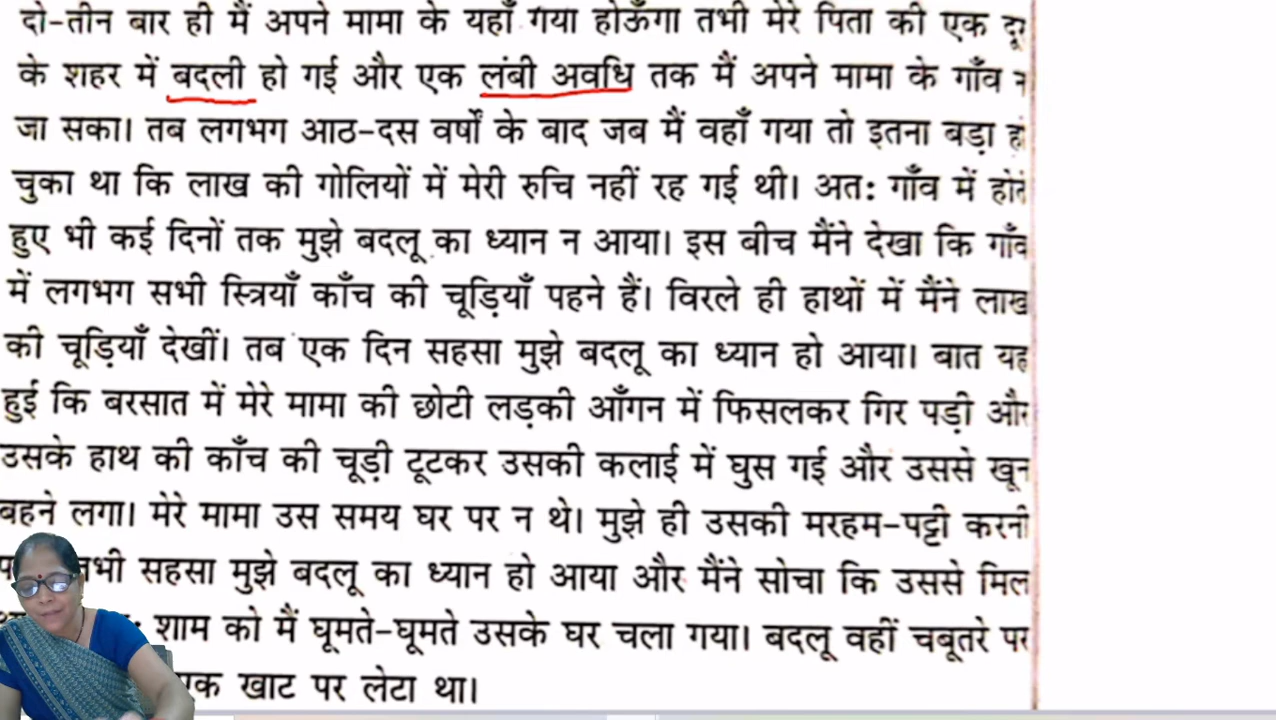 दो-तीन बार ही मैं अपने मामा के यहाँ गया होऊँगा तभी मेरे पिता की एक दूर
के शहर में बदली हो गई और एक लंबी अवधि तक मैं अपने मामा के गाँव न
जा सका। तब लगभग आठ-दस वर्षों के बाद जब मैं वहाँ गया तो इतना बड़ा हो
चुका था कि लाख की गोलियों में मेरी रुचि नहीं रह गई थी। अत: गाँव में होते
हुए भी कई दिनों तक मुझे बदलू का ध्यान न आया। इस बीच मैंने देखा कि गाँव
में लगभग सभी स्त्रियाँ काँच की चूड़ियाँ पहने हैं। विरले ही हाथों में मैंने लाख
की चूड़ियाँ देखीं। तब एक दिन सहसा मुझे बदलू का ध्यान हो आया। बात यह
हुई कि बरसात में मेरे मामा की छोटी लड़की आँगन में फिसलकर गिर पड़ी और
उसके हाथ की काँच की चूड़ी टूटकर उसकी कलाई में घुस गई और उससे खून
बहने लगा। मेरे मामा उस समय घर पर न थे। मुझे ही उसकी मरहम-पट्टी करनी
सहसा मुझे बदलू का ध्यान हो आया और मैंने सोचा कि उससे मिल
शाम को मैं घूमते-घूमते उसके घर चला गया। बदलू वहीं चबूतरे पर
खाट पर लेटा था।